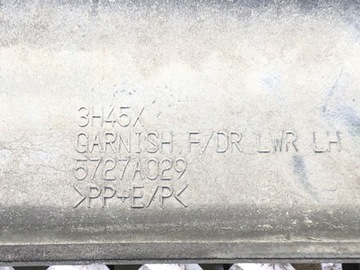 3H45X
GARNISH, F/DR LWR LH
5727A029
>PP+E/P<